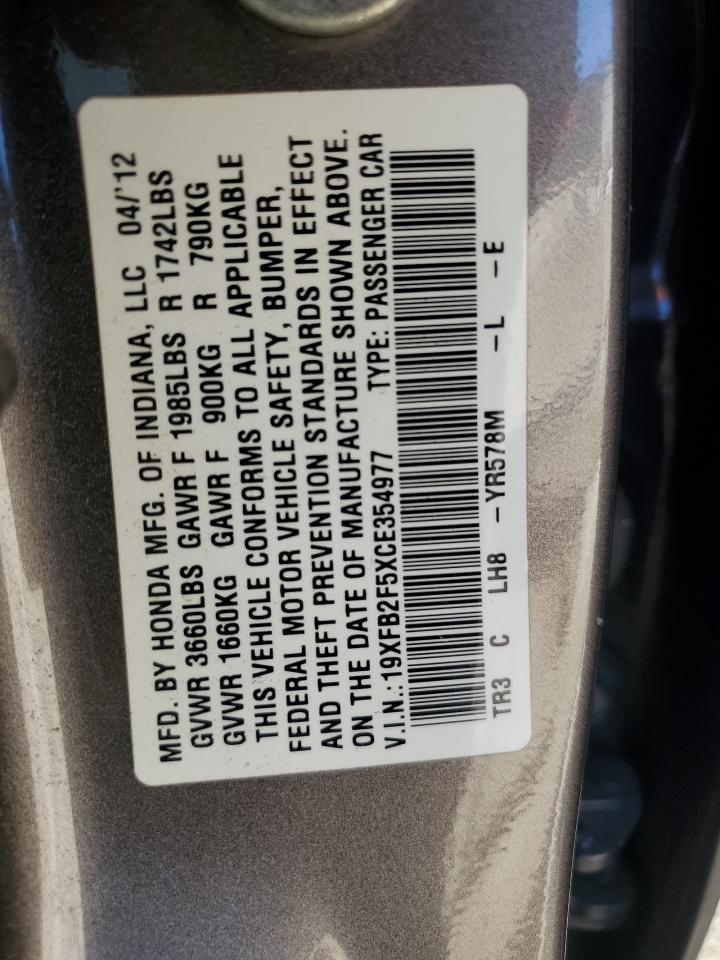 MFD. BY HONDA MFG. OF INDIANA, LLC 04/'12
GVWR 3660LBS GAWR F 1985LBS R 1742LBS
GVWR 1660KG GAWR F 900KG R 790KG
THIS VEHICLE CONFORMS TO ALL APPLICABLE
FEDERAL MOTOR VEHICLE SAFETY, BUMPER,
AND THEFT PREVENTION STANDARDS IN EFFECT
ON THE DATE OF MANUFACTURE SHOWN ABOVE.
V.I.N.: 19XFB2F5XCE354977 TYPE: PASSENGER CAR
TR3 C LH8 -YR578M -L -E